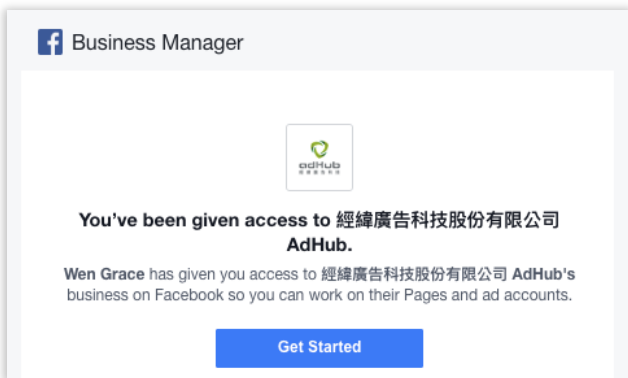 f Business Manager
adHub
You've been given access to 經緯廣告科技股份有限公司
AdHub.
Wen Grace has given you access to 經緯廣告科技股份有限公司 AdHub's
business on Facebook so you can work on their Pages and ad accounts.
Get Started